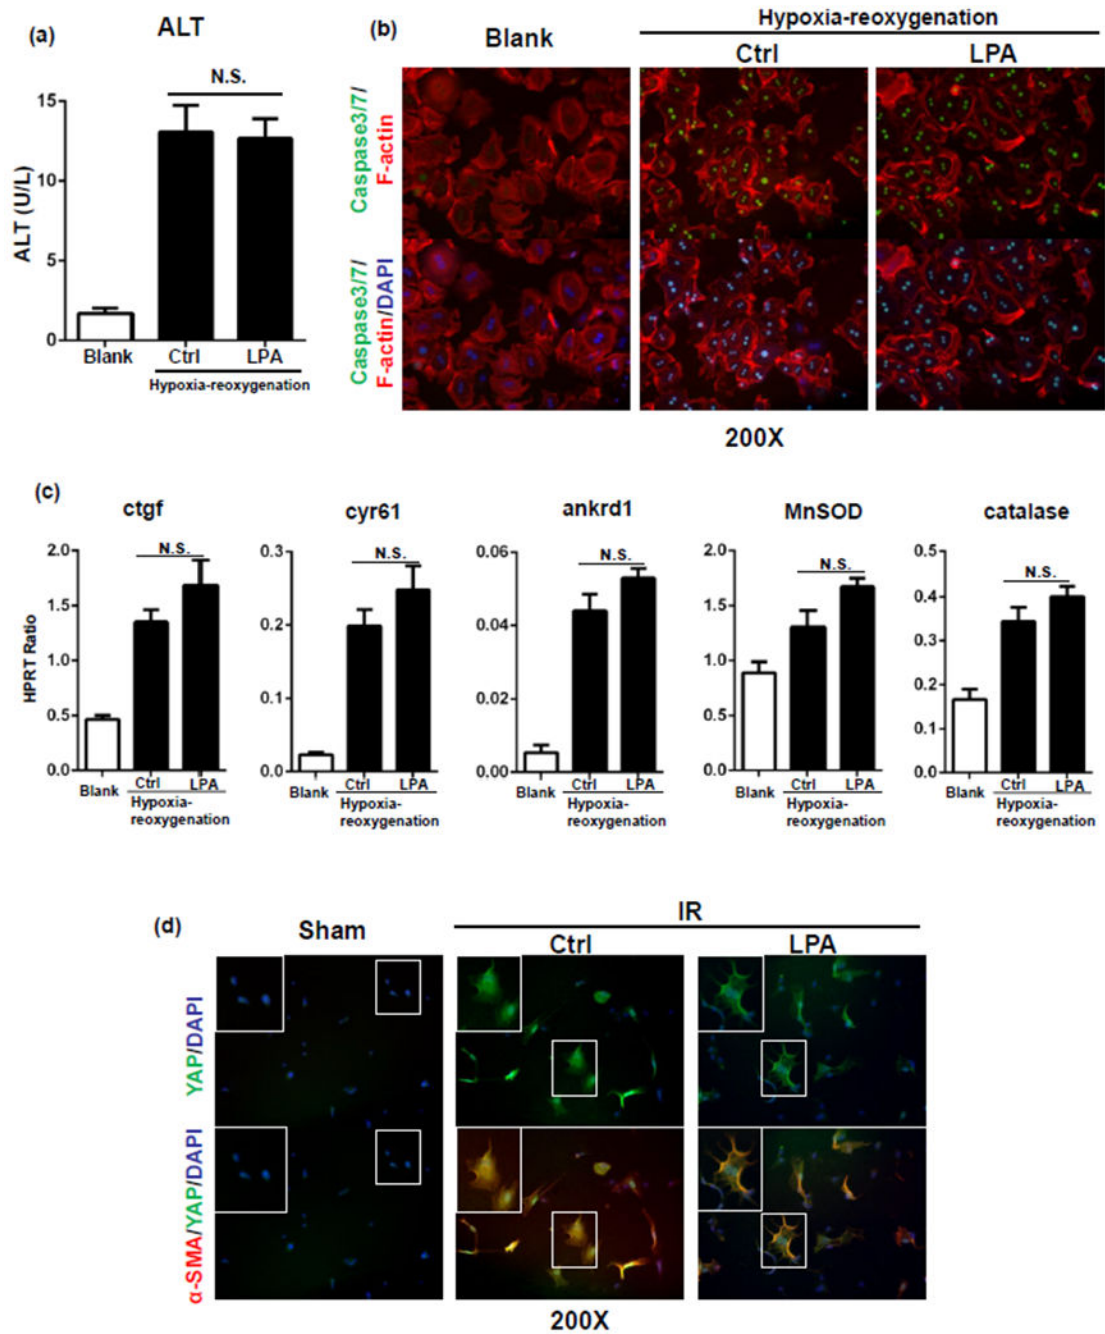 (a)
ALT
N.S.
15
10
5
0
ALT (U/L)
Blank
Ctrl
LPA
Hypoxia-reoxygenation
(b)
Blank
Hypoxia-reoxygenation
Ctrl
LPA
Caspase3/7/
F-actin
Caspase3/7/
F-actin/DAPI
200X
(c)
ctgf
HPRT Ratio
2.0
1.5
1.0
0.5
0.0
N.S.
Blank
Ctrl
LPA
Hypoxia-
reoxygenation
cyr61
0.3
0.2
0.1
0.0
N.S.
Blank
Ctrl
LPA
Hypoxia-
reoxygenation
ankrd1
0.06
0.04
0.02
0.00
N.S.
Blank
Ctrl
LPA
Hypoxia-
reoxygenation
MnSOD
2.0
1.5
1.0
0.5
0.0
N.S.
Blank
Ctrl
LPA
Hypoxia-
reoxygenation
catalase
0.5
0.4
0.3
0.2
0.1
0.0
N.S.
Blank
Ctrl
LPA
Hypoxia-
reoxygenation
(d)
Sham
IR
Ctrl
LPA
YAP/DAPI
α-SMA/YAP/DAPI
200X